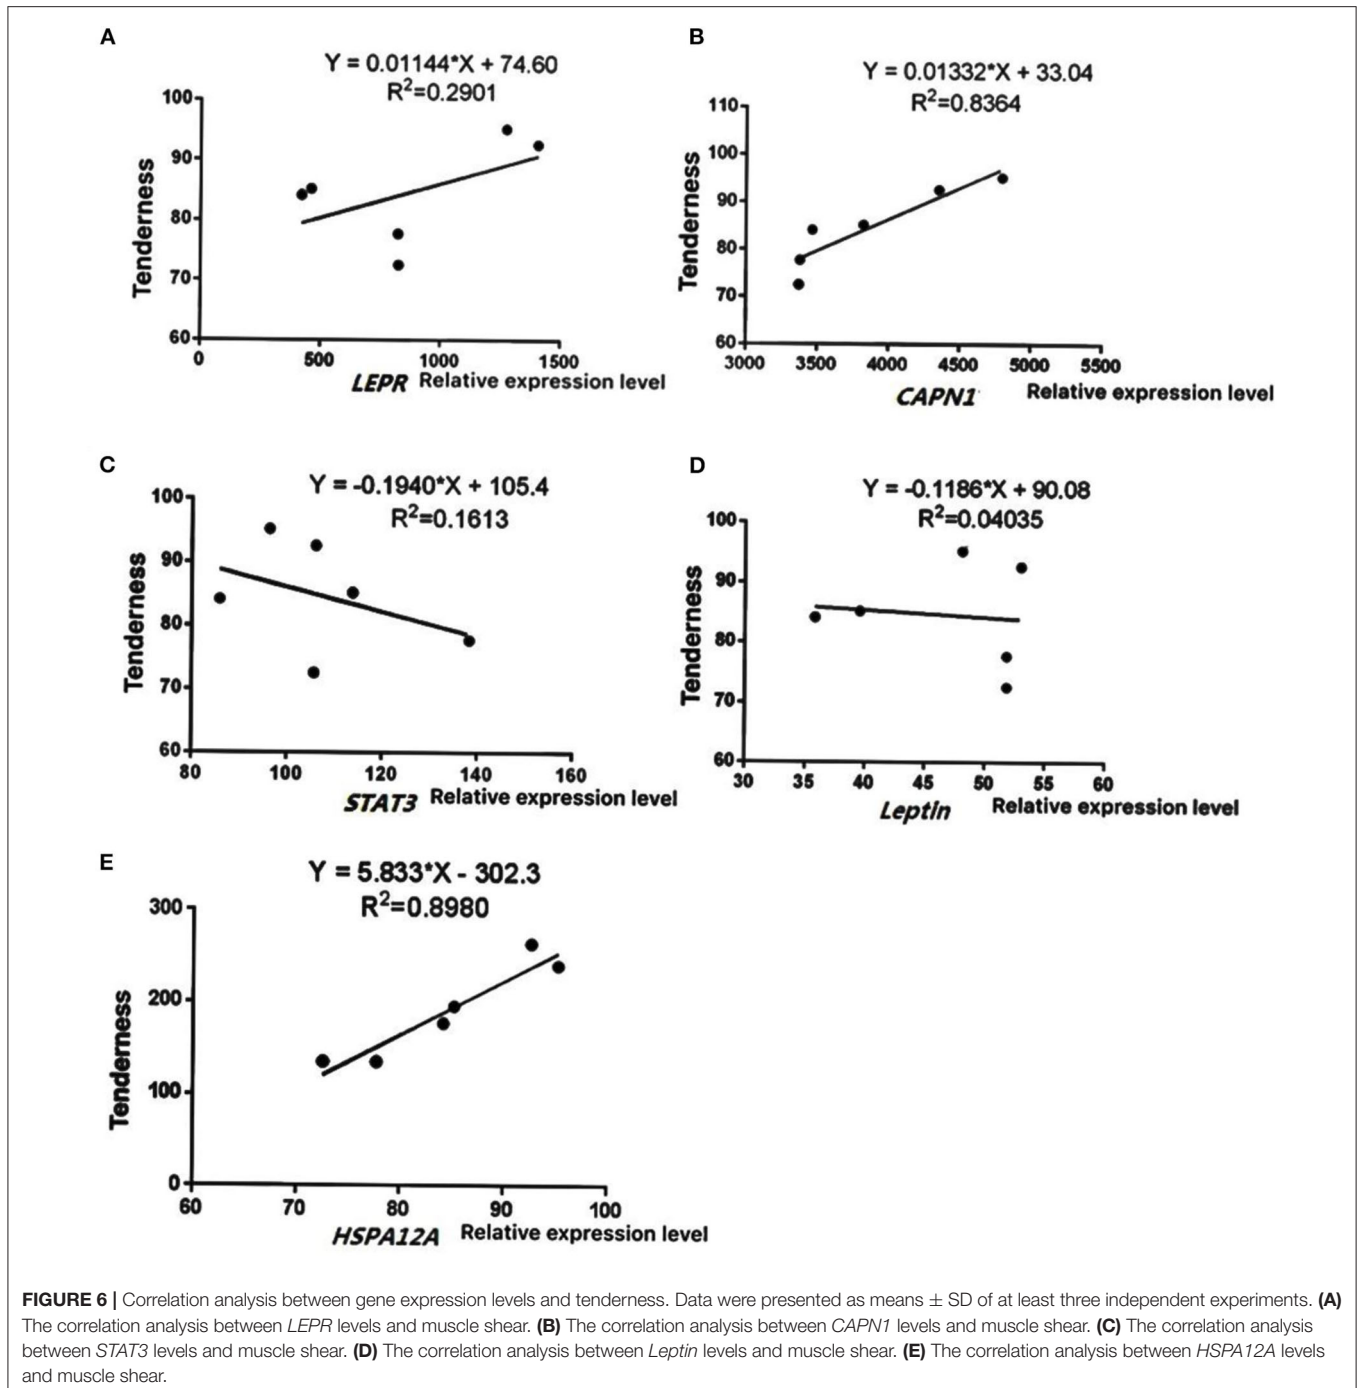 A
Y = 0.01144*X + 74.60
R²=0.2901
100
90
80
70
60
Tenderness
0 500 1000 1500
LEPR Relative expression level
B
Y = 0.01332*X + 33.04
R²=0.8364
110
100
90
80
70
60
Tenderness
3000 3500 4000 4500 5000 5500
CAPN1 Relative expression level
C
Y = -0.1940*X + 105.4
R²=0.1613
100
90
80
70
60
Tenderness
80 100 120 140 160
STAT3 Relative expression level
D
Y = -0.1186*X + 90.08
R²=0.04035
100
90
80
70
60
Tenderness
30 35 40 45 50 55 60
Leptin Relative expression level
E
Y = 5.833*X - 302.3
R²=0.8980
300
200
100
0
Tenderness
60 70 80 90 100
HSPA12A Relative expression level
FIGURE 6 | Correlation analysis between gene expression levels and tenderness. Data were presented as means ± SD of at least three independent experiments. (A)
The correlation analysis between LEPR levels and muscle shear. (B) The correlation analysis between CAPN1 levels and muscle shear. (C) The correlation analysis
between STAT3 levels and muscle shear. (D) The correlation analysis between Leptin levels and muscle shear. (E) The correlation analysis between HSPA12A levels
and muscle shear.